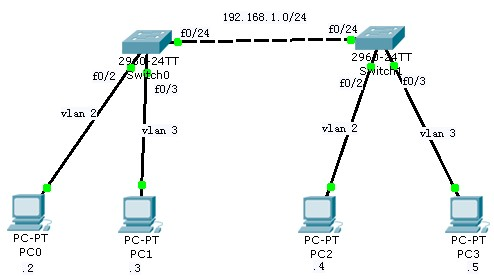 192.168.1.0/24
f0/24
f0/24
2960-24TT
Switch0
2960-24TT
Switch1
f0/2
f0/3
f0/2
f0/3
vlan 2
vlan 3
vlan 2
vlan 3
PC-PT
PC0
.2
PC-PT
PC1
.3
PC-PT
PC2
.4
PC-PT
PC3
.5